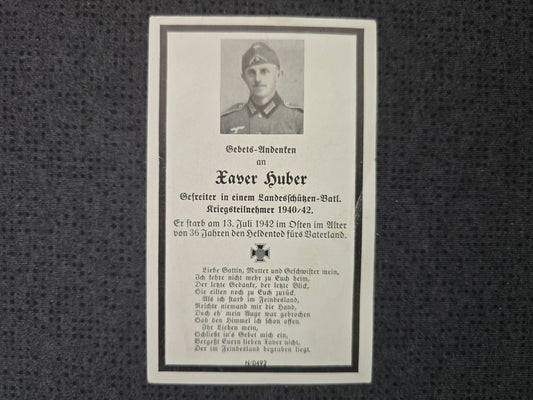 Gebets-Andenken
an
Xaver Huber
Gefreiter in einem Landesschützen-Batl.
Kriegsteilnehmer 1940/42.
Er starb am 13. Juli 1942 im Osten im Alter
von 36 Jahren den Heldentod fürs Vaterland.
Liebe Gattin, Mutter und Geschwister mein,
Ich kehre nicht mehr zu Euch heim,
Der letzte Gedanke, der letzte Blick,
Sie eilten noch zu Euch zurück.
Als ich starb im Feindesland,
Reichte niemand mir die Hand,
Doch eh' mein Auge war gebrochen
Sah den Himmel ich schon offen.
Ihr Lieben mein,
Schließt in's Gebet mich ein,
Vergeßt Euern lieben Xaver nicht,
Der im Feindesland begraben liegt.
N/0497